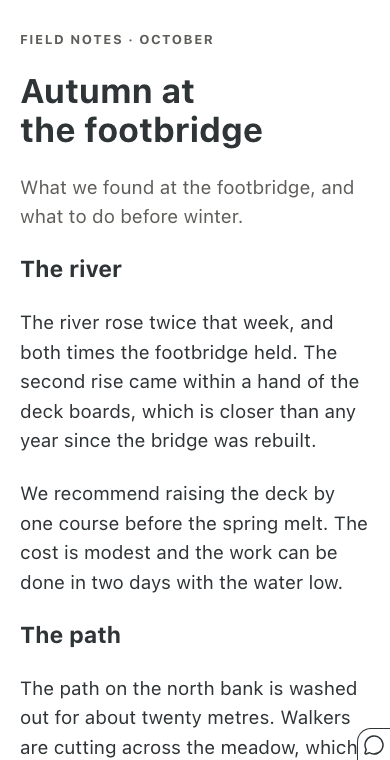 FIELD NOTES · OCTOBER
Autumn at
the footbridge
What we found at the footbridge, and
what to do before winter.
The river
The river rose twice that week, and
both times the footbridge held. The
second rise came within a hand of the
deck boards, which is closer than any
year since the bridge was rebuilt.
We recommend raising the deck by
one course before the spring melt. The
cost is modest and the work can be
done in two days with the water low.
The path
The path on the north bank is washed
out for about twenty metres. Walkers
are cutting across the meadow, which